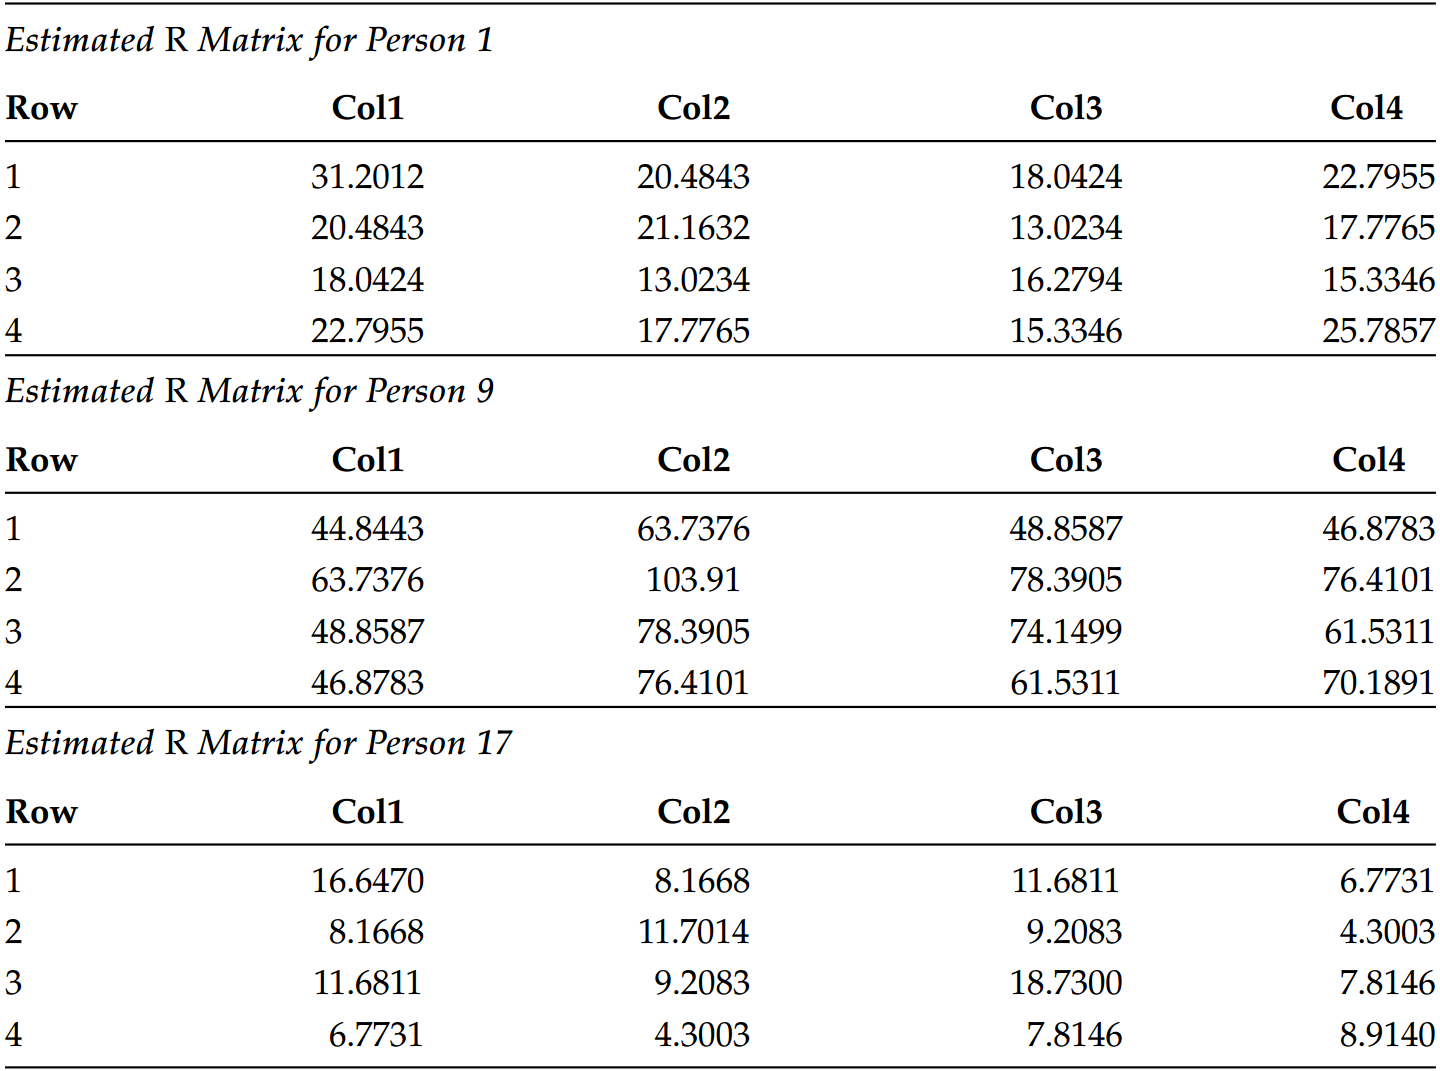 Estimated R Matrix for Person 1
Row Col1 Col2 Col3 Col4
1 31.2012 20.4843 18.0424 22.7955
2 20.4843 21.1632 13.0234 17.7765
3 18.0424 13.0234 16.2794 15.3346
4 22.7955 17.7765 15.3346 25.7857
Estimated R Matrix for Person 9
Row Col1 Col2 Col3 Col4
1 44.8443 63.7376 48.8587 46.8783
2 63.7376 103.91 78.3905 76.4101
3 48.8587 78.3905 74.1499 61.5311
4 46.8783 76.4101 61.5311 70.1891
Estimated R Matrix for Person 17
Row Col1 Col2 Col3 Col4
1 16.6470 8.1668 11.6811 6.7731
2 8.1668 11.7014 9.2083 4.3003
3 11.6811 9.2083 18.7300 7.8146
4 6.7731 4.3003 7.8146 8.9140